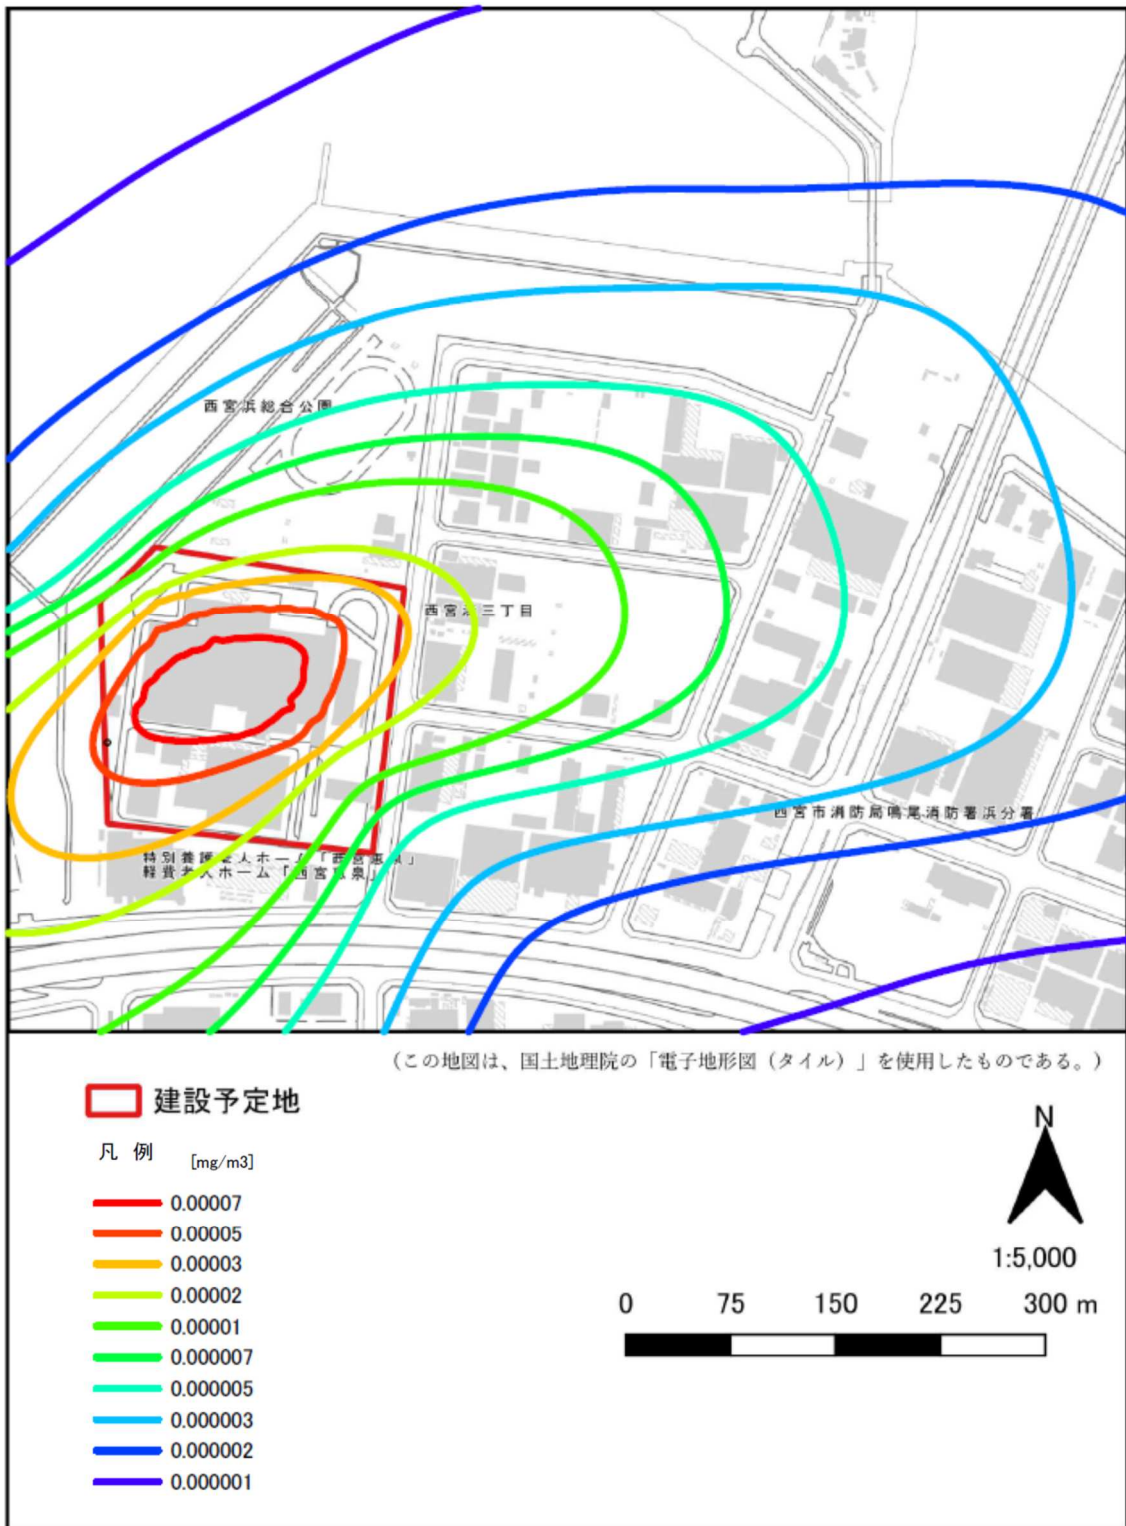 西宮浜総合公園
西宮浜三丁目
西宮市消防局鳴尾消防署浜分署
特別養護老人ホーム「西宮恵泉」
軽費老人ホーム「西宮恵泉」
（この地図は、国土地理院の「電子地形図（タイル）」を使用したものである。）
建設予定地
凡 例 [mg/m3]
0.00007
0.00005
0.00003
0.00002
0.00001
0.000007
0.000005
0.000003
0.000002
0.000001
N
1:5,000
0 75 150 225 300 m